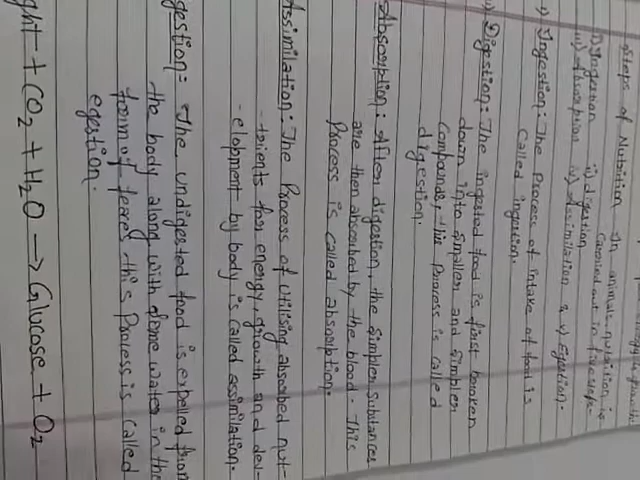 Steps of Nutrition In animals nutrition is
carried out in five steps-
i) Ingestion ii) digestion
iii) Absorption iv) Assimilation & v) Egestion.
i) Ingestion: The Process of intake of food is
called ingestion.
Digestion: The ingested food is first broken
down into smaller and simpler
Compounds, this Process is called
digestion.
Absorption: After digestion, the simpler substances
are then absorbed by the blood. This
Process is called absorption.
Assimilation: The Process of utilising absorbed nut-
-trients for energy, growth and dev-
-elopment by body is called assimilation.
gestion: The undigested food is expelled from
the body along with some water in the
form of feaces, this Process is called
egestion.
ght + CO2 + H2O → Glucose + O2